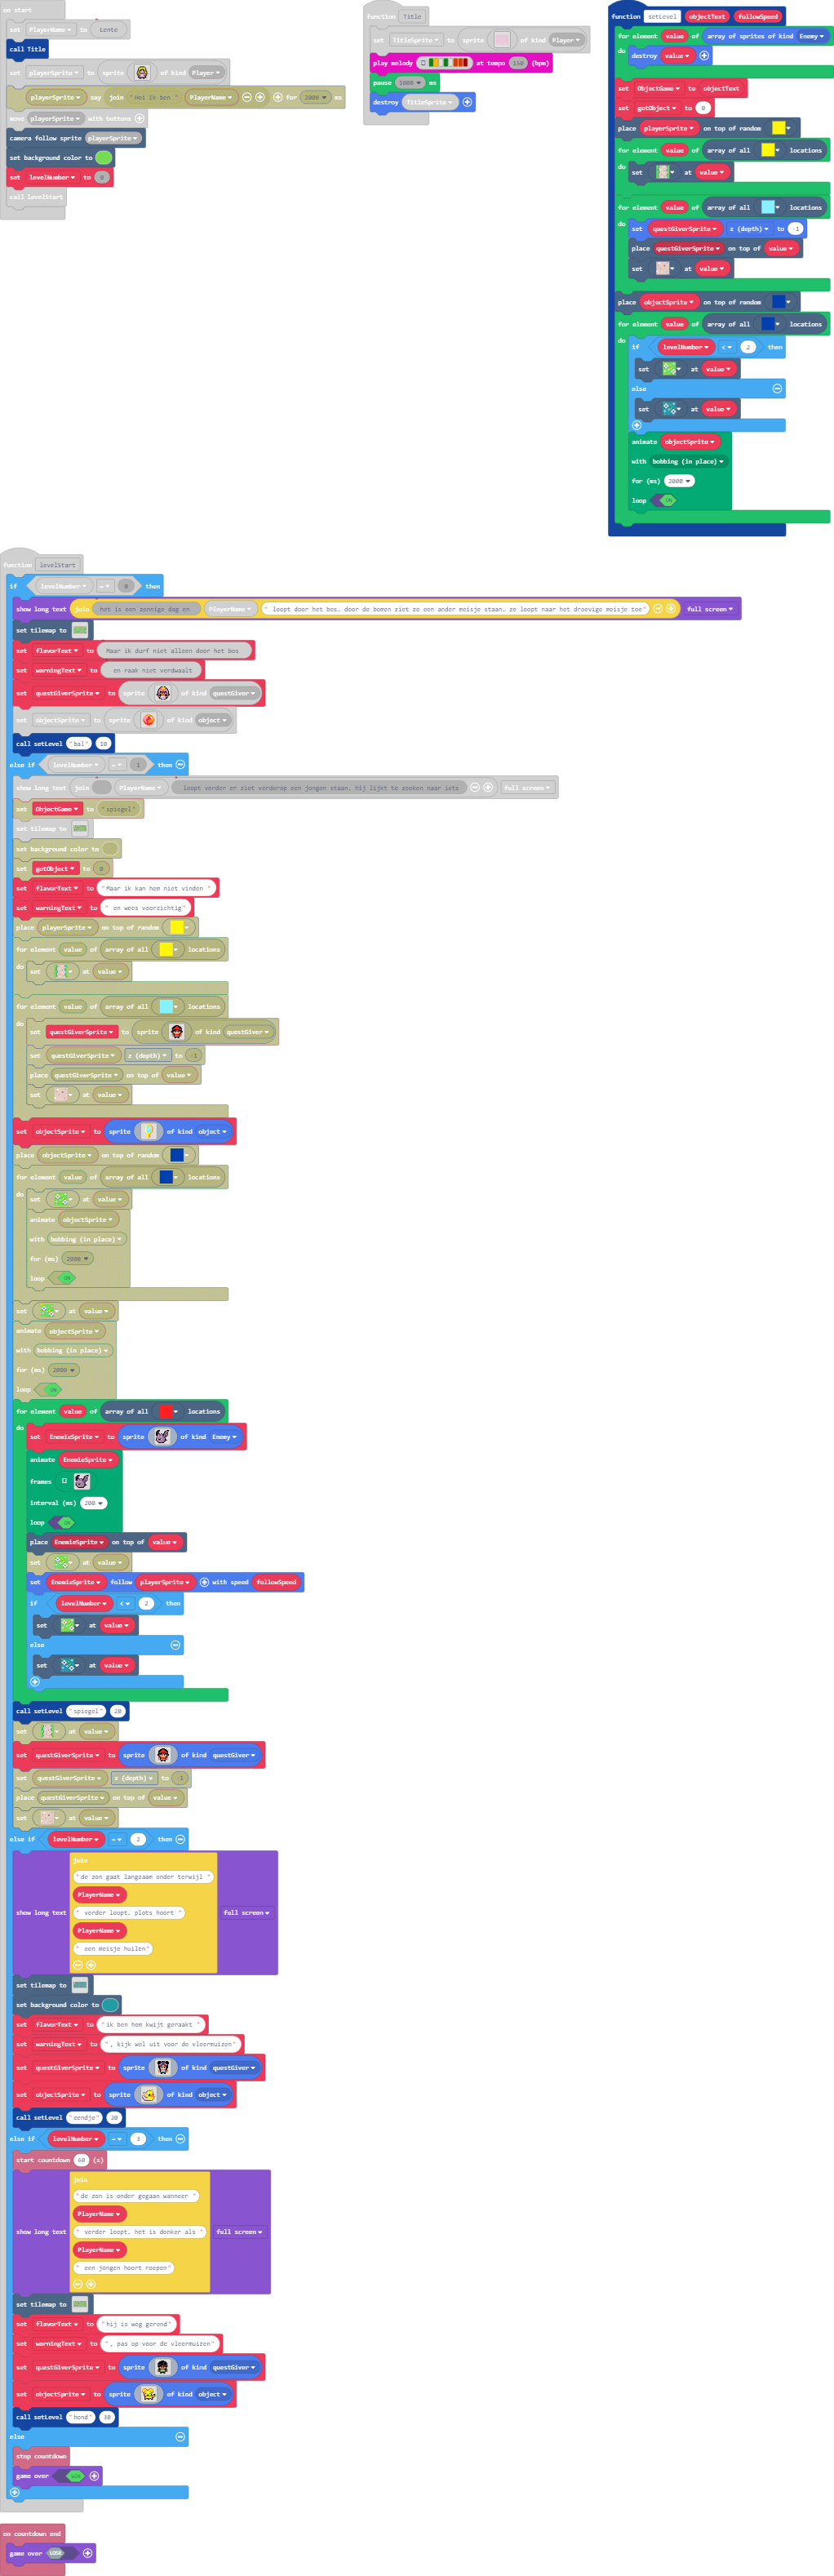 on start
set PlayerName to Lente
call Title
set playerSprite to sprite of kind Player
playerSprite say join "Hei ik ben " PlayerName for 2000 ms
move playerSprite with buttons
camera follow sprite playerSprite
set background color to
set levelNumber to 0
call levelStart
function Title
set TitleSprite to sprite of kind Player
play melody at tempo 150 (bpm)
pause 1000 ms
destroy TitleSprite
function setLevel objectText followSpeed
for element value of array of sprites of kind Enemy
do destroy value
set ObjectGame to objectText
set gotObject to 0
place playerSprite on top of random
for element value of array of all locations
do set at value
for element value of array of all locations
do set questGiverSprite z (depth) to -1
place questGiverSprite on top of value
set at value
place objectSprite on top of random
for element value of array of all locations
do if levelNumber < 2 then
set at value
else
set at value
animate objectSprite
with bobbing (in place)
for (ms) 2000
loop ON
function levelStart
if levelNumber = 0 then
show long text join het is een zonnige dag en PlayerName " loopt door het bos. door de bomen ziet ze een ander meisje staan. ze loopt naar het droevige meisje toe" full screen
set tilemap to
set flavorText to Maar ik durf niet alleen door het bos
set warningText to en raak niet verdwaalt
set questGiverSprite to sprite of kind questGiver
set objectSprite to sprite of kind object
call setLevel "bal" 10
else if levelNumber = 1 then
show long text join PlayerName loopt verder er ziet verderop een jongen staan. hij lijkt te zoeken naar iets full screen
set ObjectGame to "spiegel"
set tilemap to
set background color to
set gotObject to 0
set flavorText to "Maar ik kan hem niet vinden "
set warningText to " en wees voorzichtig"
place playerSprite on top of random
for element value of array of all locations
do set at value
for element value of array of all locations
do set questGiverSprite to sprite of kind questGiver
set questGiverSprite z (depth) to -1
place questGiverSprite on top of value
set at value
set objectSprite to sprite of kind object
place objectSprite on top of random
for element value of array of all locations
do set at value
animate objectSprite
with bobbing (in place)
for (ms) 2000
loop ON
set at value
animate objectSprite
with bobbing (in place)
for (ms) 2000
loop ON
for element value of array of all locations
do set EnemieSprite to sprite of kind Enemy
animate EnemieSprite
frames
interval (ms) 200
loop ON
place EnemieSprite on top of value
set at value
set EnemieSprite follow playerSprite with speed followSpeed
if levelNumber < 2 then
set at value
else
set at value
call setLevel "spiegel" 20
set at value
set questGiverSprite to sprite of kind questGiver
set questGiverSprite z (depth) to -1
place questGiverSprite on top of value
set at value
else if levelNumber = 2 then
join
"de zon gaat langzaam onder terwijl "
PlayerName
show long text " verder loopt. plots hoort " full screen
PlayerName
" een meisje huilen"
set tilemap to
set background color to
set flavorText to "ik ben hem kwijt geraakt "
set warningText to ", kijk wel uit voor de vleermuizen"
set questGiverSprite to sprite of kind questGiver
set objectSprite to sprite of kind object
call setLevel "eendje" 20
else if levelNumber = 3 then
start countdown 60 (s)
join
"de zon is onder gegaan wanneer "
PlayerName
show long text " verder loopt. het is donker als " full screen
PlayerName
" een jongen hoort roepen"
set tilemap to
set flavorText to "hij is weg gerend"
set warningText to ", pas op voor de vleermuizen"
set questGiverSprite to sprite of kind questGiver
set objectSprite to sprite of kind object
call setLevel "hond" 30
else
stop countdown
game over WIN
on countdown end
game over LOSE